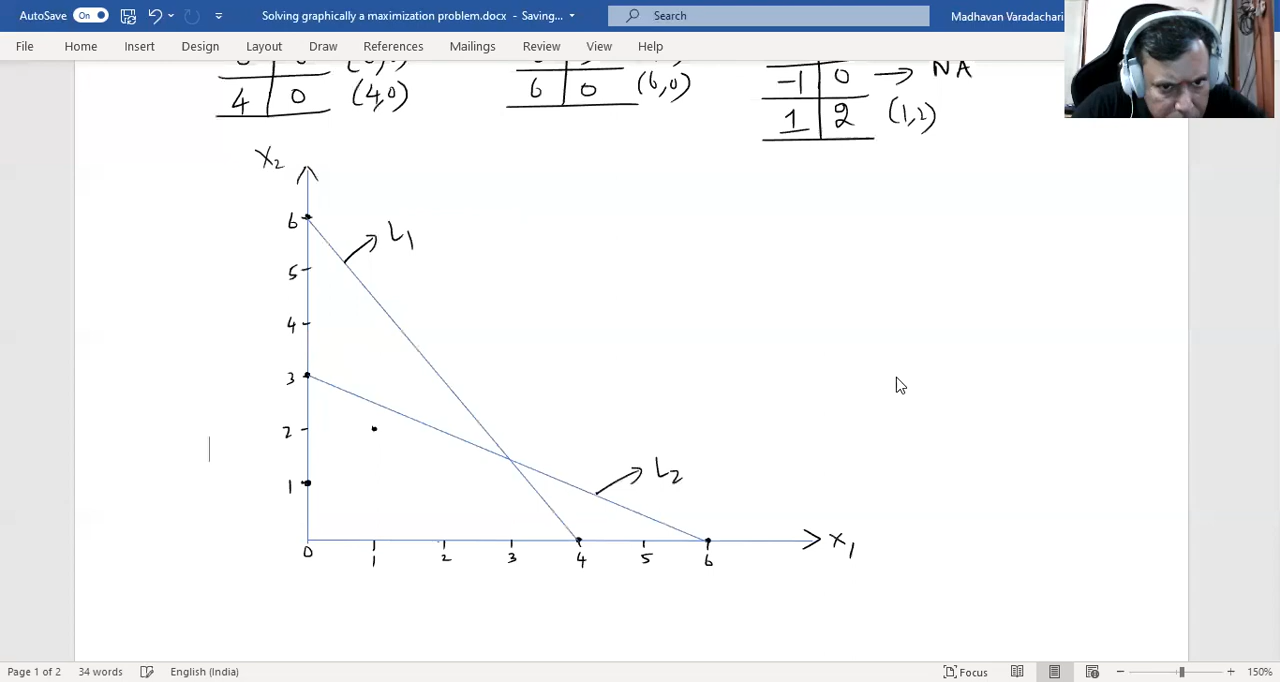 AutoSave On Solving graphically a maximization problem.docx - Saving... Search Madhavan Varadachari
File Home Insert Design Layout Draw References Mailings Review View Help
-1 0 → NA
4 0 (4,0) 6 0 (6,0)
1 2 (1,2)
X2
6
L1
5
4
3
2
L2
1
0 1 2 3 4 5 6 X1
Page 1 of 2 34 words English (India) Focus 150%